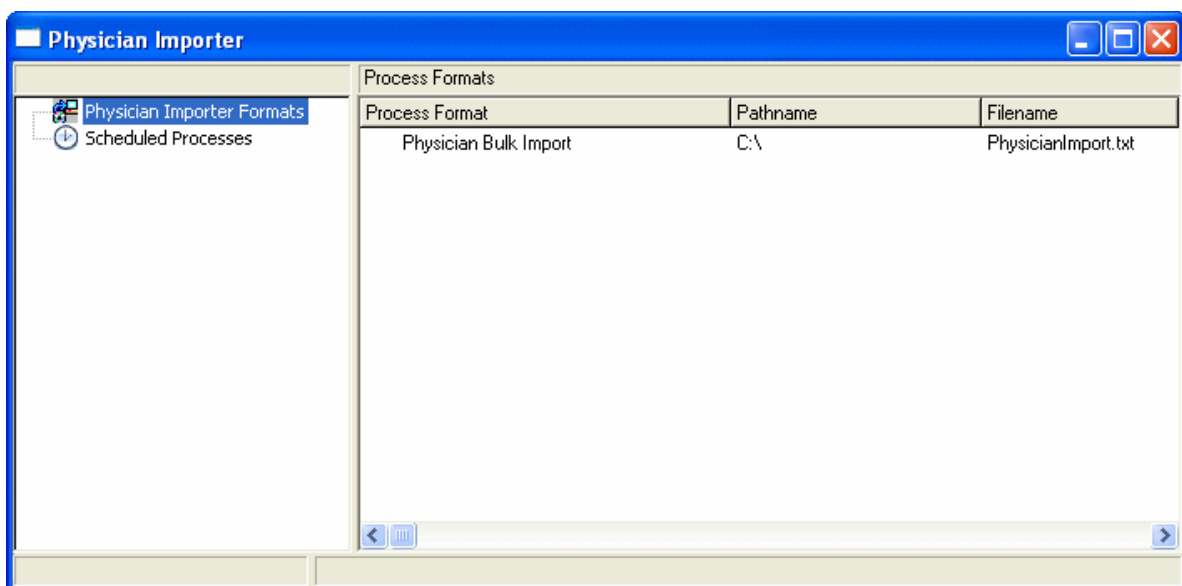 Physician Importer
Process Formats
Physician Importer Formats
Scheduled Processes
Process Format Pathname Filename
Physician Bulk Import C:\ PhysicianImport.txt